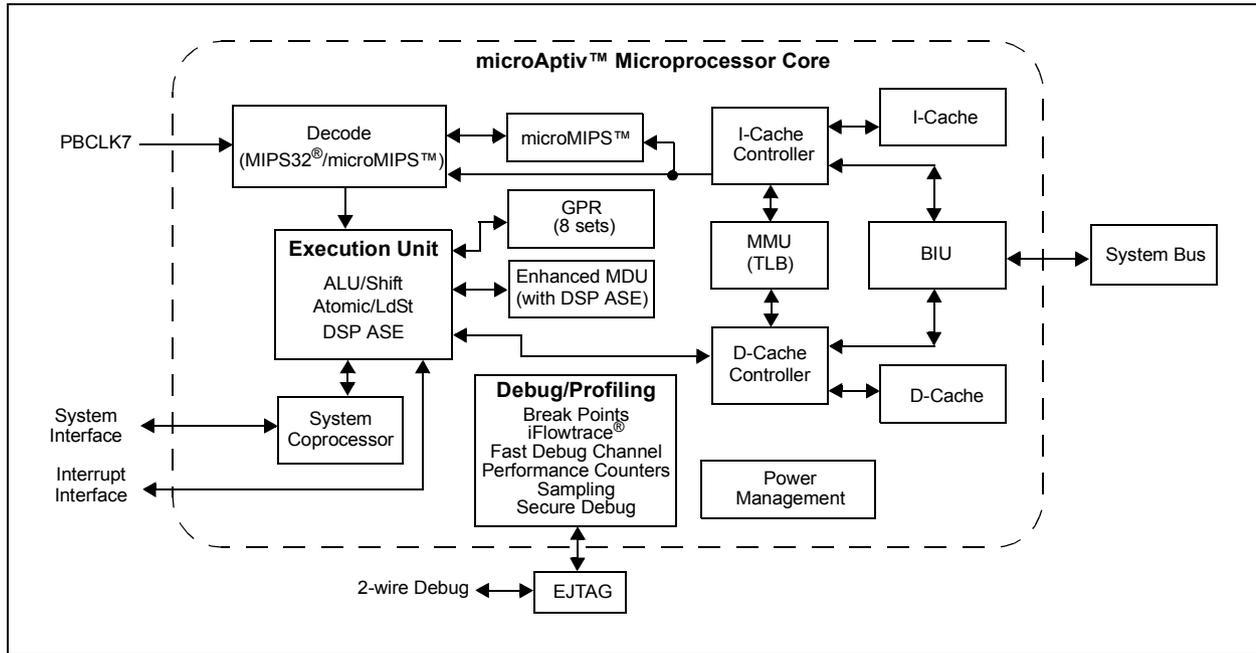 microAptiv™ Microprocessor Core
PBCLK7
Decode
(MIPS32®/microMIPS™)
microMIPS™
I-Cache
Controller
I-Cache
GPR
(8 sets)
Execution Unit
ALU/Shift
Atomic/LdSt
DSP ASE
Enhanced MDU
(with DSP ASE)
MMU
(TLB)
BIU
System Bus
D-Cache
Controller
D-Cache
Debug/Profiling
Break Points
iFlowtrace®
Fast Debug Channel
Performance Counters
Sampling
Secure Debug
System
Interface
System
Coprocessor
Interrupt
Interface
Power
Management
2-wire Debug
EJTAG